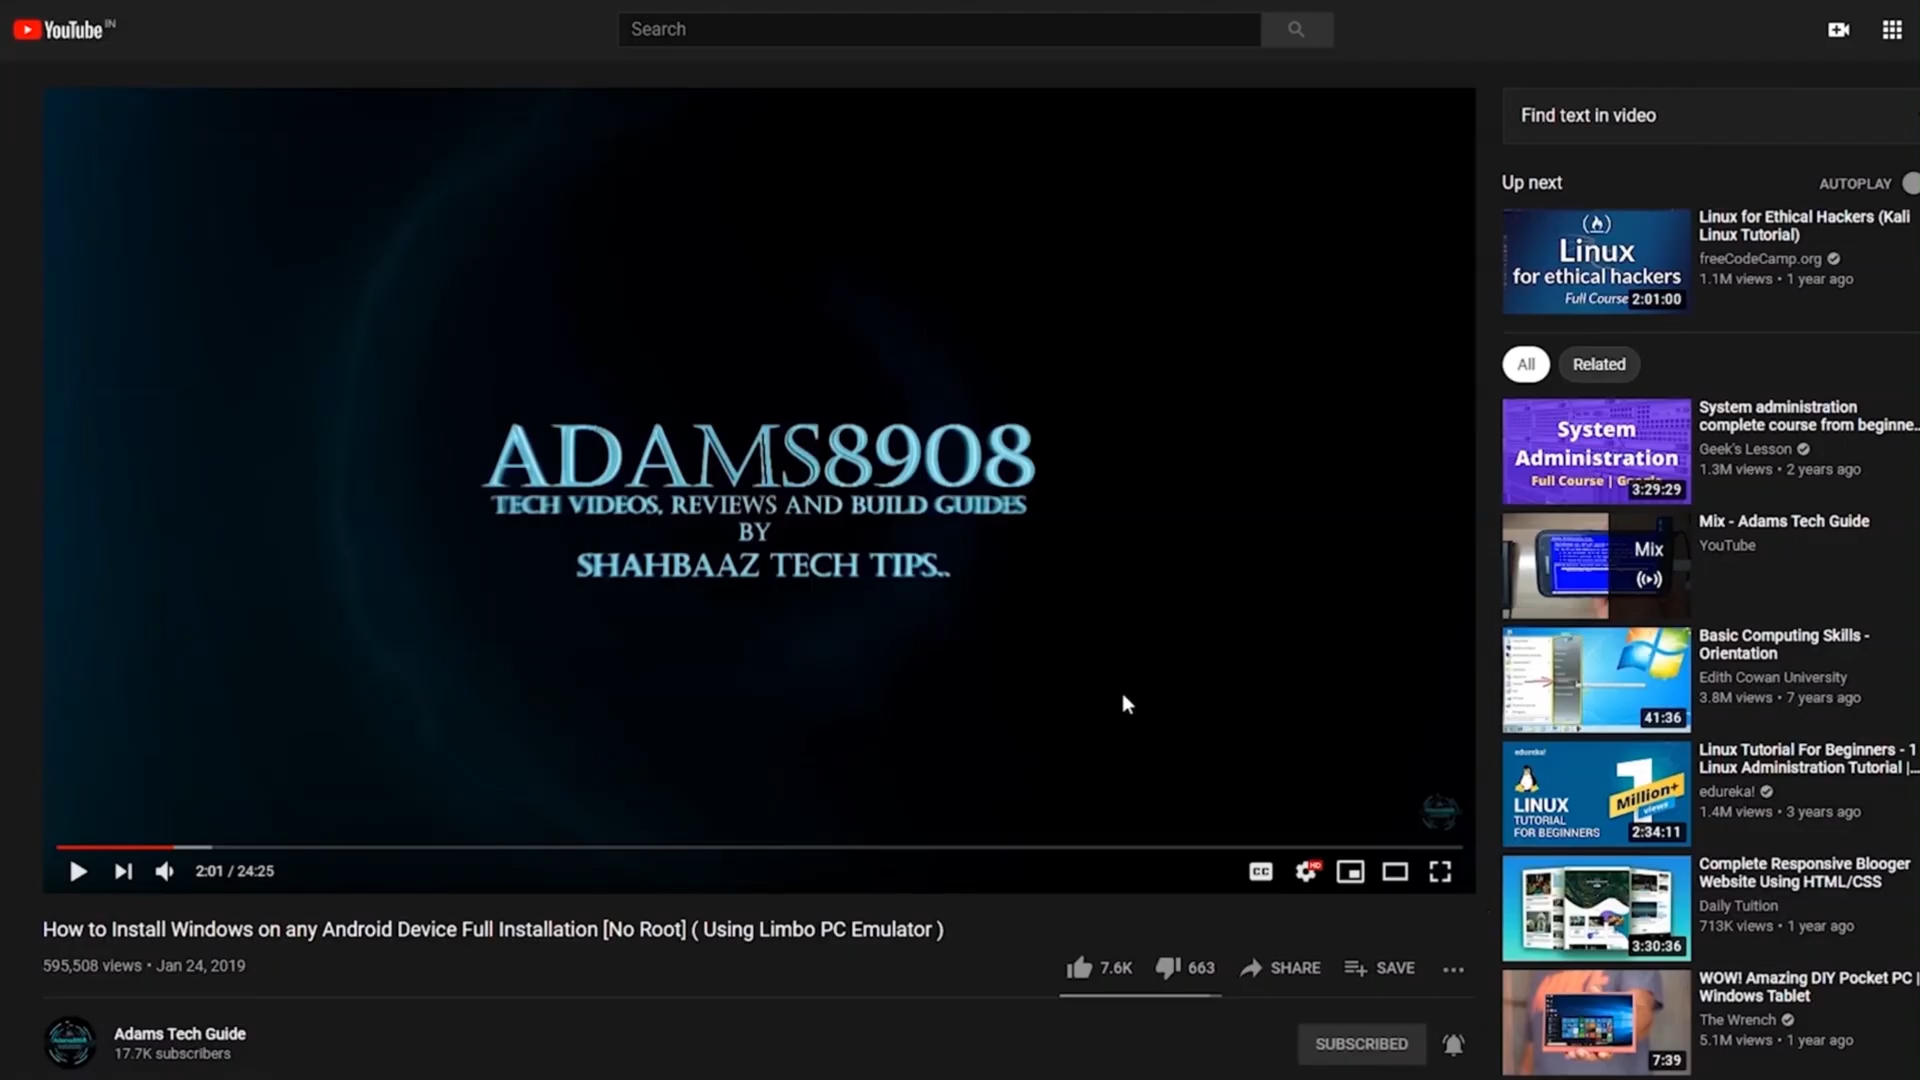 YouTube IN
Search
ADAMS8908
TECH VIDEOS, REVIEWS AND BUILD GUIDES
BY
SHAHBAAZ TECH TIPS..
2:01 / 24:25
CC
HD
How to Install Windows on any Android Device Full Installation [No Root] ( Using Limbo PC Emulator )
595,508 views • Jan 24, 2019
7.6K
663
SHARE
SAVE
Adams Tech Guide
17.7K subscribers
SUBSCRIBED
Find text in video
Up next
AUTOPLAY
Linux
for ethical hackers
Full Course
2:01:00
Linux for Ethical Hackers (Kali
Linux Tutorial)
freeCodeCamp.org
1.1M views • 1 year ago
All
Related
System
Administration
Full Course |
3:29:29
System administration
complete course from beginne...
Geek's Lesson
1.3M views • 2 years ago
Mix
Mix - Adams Tech Guide
YouTube
41:36
Basic Computing Skills -
Orientation
Edith Cowan University
3.8M views • 7 years ago
edureka!
LINUX
TUTORIAL
FOR BEGINNERS
1
Million+
views
2:34:11
Linux Tutorial For Beginners - 1
Linux Administration Tutorial |...
edureka!
1.4M views • 3 years ago
3:30:36
Complete Responsive Blooger
Website Using HTML/CSS
Daily Tuition
713K views • 1 year ago
7:39
WOW! Amazing DIY Pocket PC |
Windows Tablet
The Wrench
5.1M views • 1 year ago